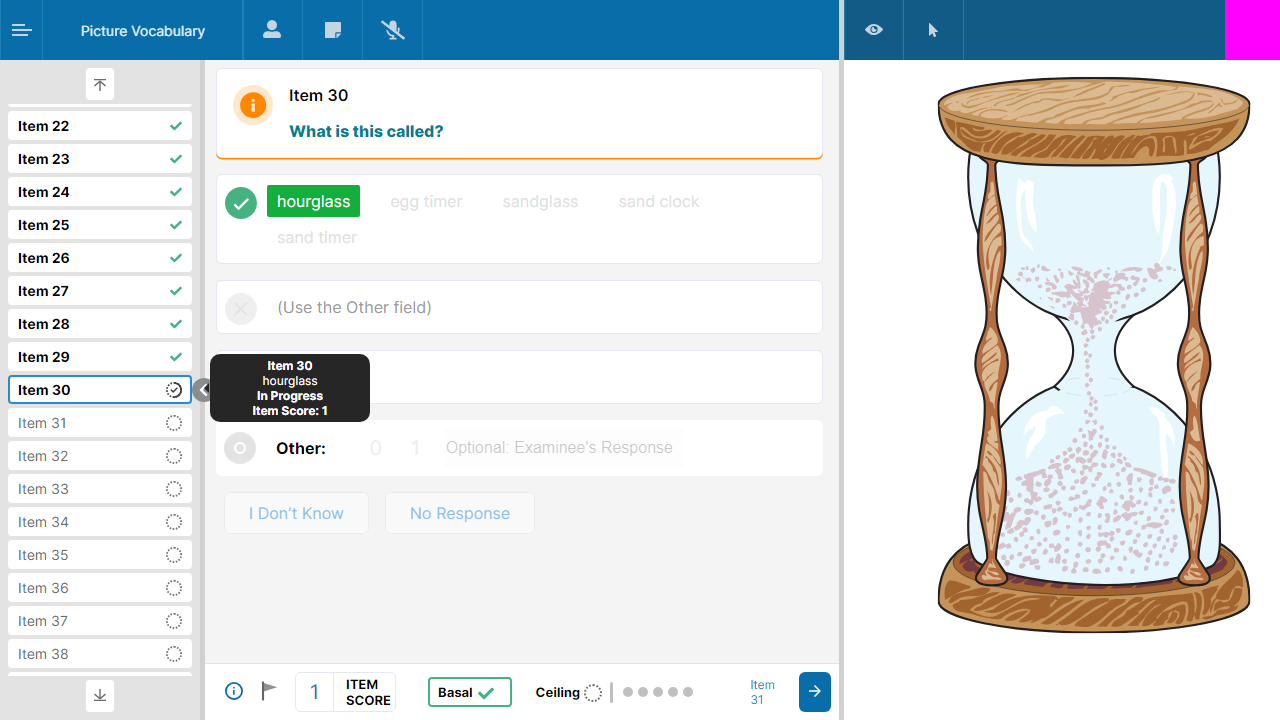 Picture Vocabulary
Item 22
Item 23
Item 24
Item 25
Item 26
Item 27
Item 28
Item 29
Item 30
Item 31
Item 32
Item 33
Item 34
Item 35
Item 36
Item 37
Item 38
Item 30
What is this called?
hourglass egg timer sandglass sand clock
sand timer
(Use the Other field)
Item 30
hourglass
In Progress
Item Score: 1
Other: 0 1 Optional: Examinee's Response
I Don't Know No Response
1 ITEM SCORE
Basal
Ceiling
Item 31